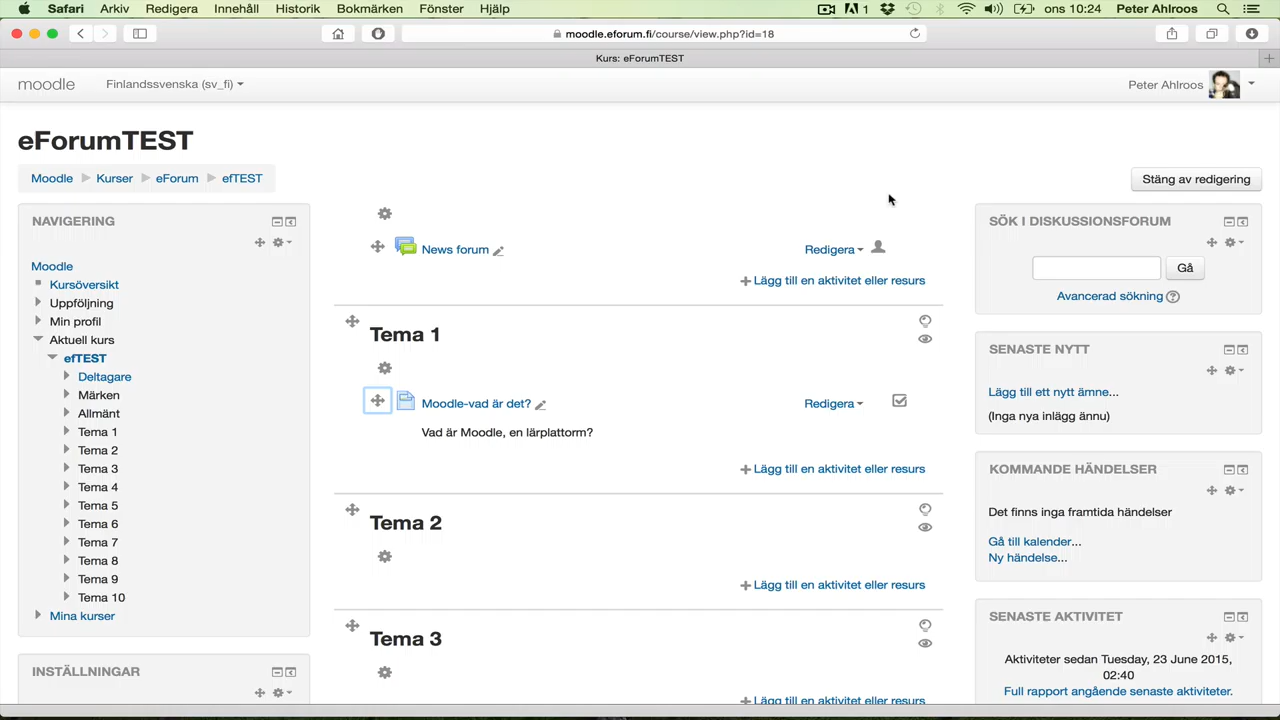 Safari Arkiv Redigera Innehåll Historik Bokmärken Fönster Hjälp 1 ons 10:24 Peter Ahlroos
moodle.eforum.fi/course/view.php?id=18
Kurs: eForumTEST
moodle Finlandssvenska (sv_fi) Peter Ahlroos
eForumTEST
Moodle Kurser eForum efTEST Stäng av redigering
NAVIGERING
Moodle
Kursöversikt
Uppföljning
Min profil
Aktuell kurs
efTEST
Deltagare
Märken
Allmänt
Tema 1
Tema 2
Tema 3
Tema 4
Tema 5
Tema 6
Tema 7
Tema 8
Tema 9
Tema 10
Mina kurser
INSTÄLLNINGAR
News forum Redigera
Lägg till en aktivitet eller resurs
Tema 1
Moodle-vad är det? Redigera
Vad är Moodle, en lärplattorm?
Lägg till en aktivitet eller resurs
Tema 2
Lägg till en aktivitet eller resurs
Tema 3
Lägg till en aktivitet eller resurs
SÖK I DISKUSSIONSFORUM
Gå
Avancerad sökning ?
SENASTE NYTT
Lägg till ett nytt ämne...
(Inga nya inlägg ännu)
KOMMANDE HÄNDELSER
Det finns inga framtida händelser
Gå till kalender...
Ny händelse...
SENASTE AKTIVITET
Aktiviteter sedan Tuesday, 23 June 2015,
02:40
Full rapport angående senaste aktiviteter.